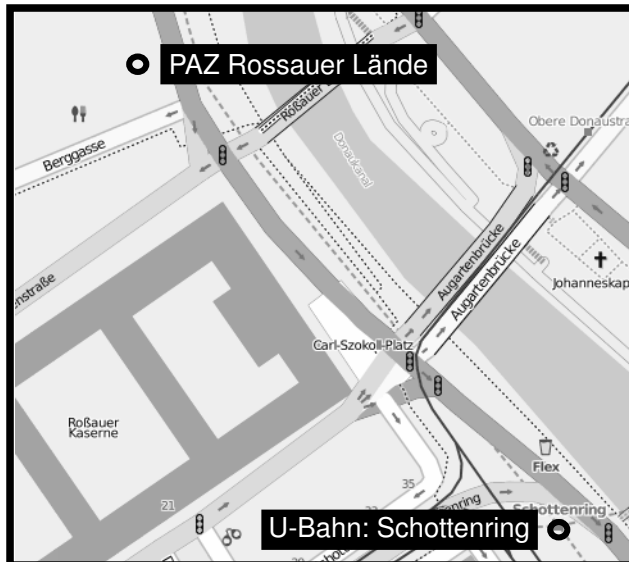 PAZ Rossauer Lände
Roßauer
Berggasse
Donaukanal
Obere Donaustra
Augartenbrücke
Augartenbrücke
Johanneskap
enstraße
Carl-Szokoll-Platz
Roßauer
Kaserne
Flex
35
21
Schottenring
U-Bahn: Schottenring